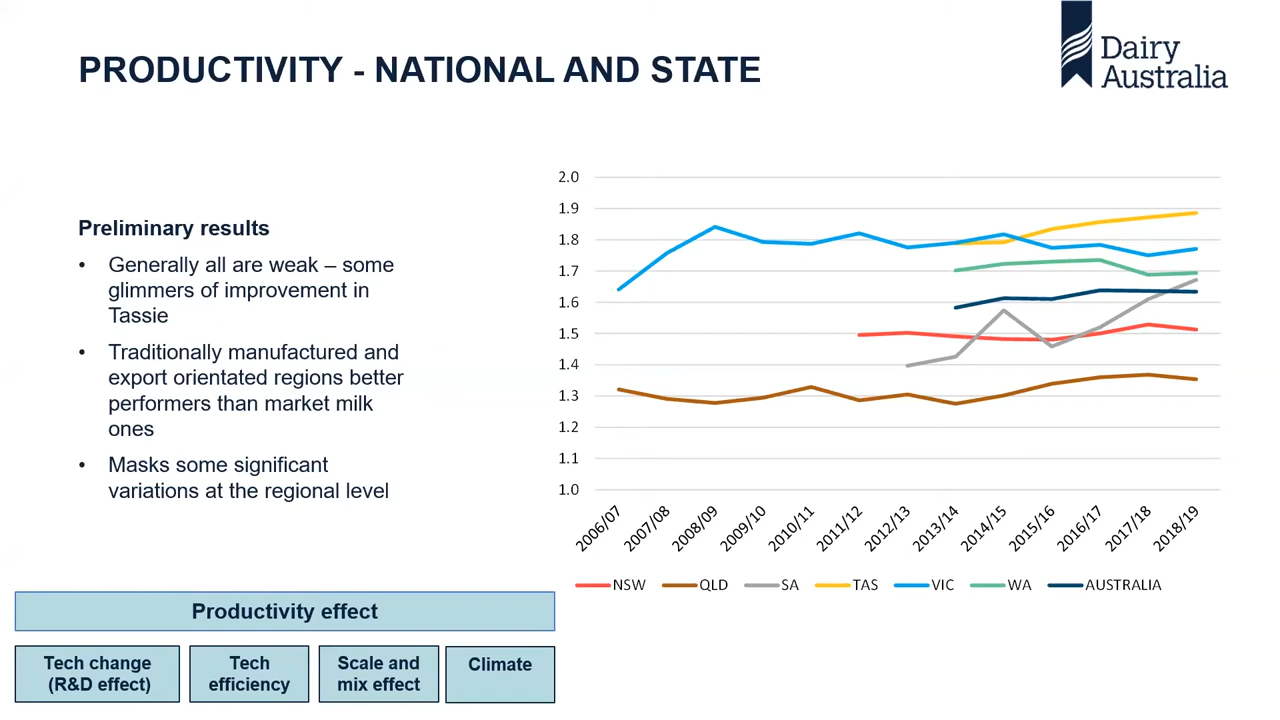 PRODUCTIVITY - NATIONAL AND STATE
Dairy
Australia
Preliminary results
• Generally all are weak – some
glimmers of improvement in
Tassie
• Traditionally manufactured and
export orientated regions better
performers than market milk
ones
• Masks some significant
variations at the regional level
2.0
1.9
1.8
1.7
1.6
1.5
1.4
1.3
1.2
1.1
1.0
2006/07
2007/08
2008/09
2009/10
2010/11
2011/12
2012/13
2013/14
2014/15
2015/16
2016/17
2017/18
2018/19
NSW QLD SA TAS VIC WA AUSTRALIA
Productivity effect
Tech change
(R&D effect)
Tech
efficiency
Scale and
mix effect
Climate